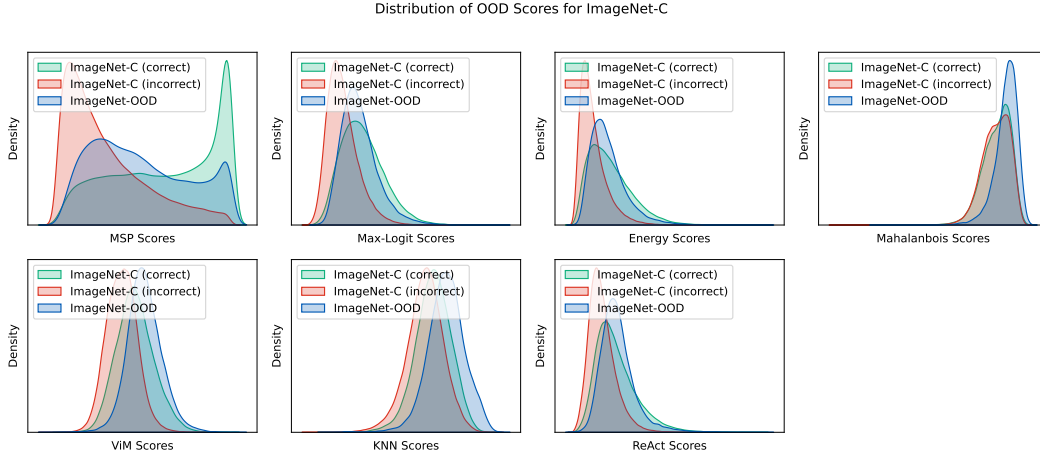 Distribution of OOD Scores for ImageNet-C
Density
ImageNet-C (correct)
ImageNet-C (incorrect)
ImageNet-OOD
MSP Scores
Density
ImageNet-C (correct)
ImageNet-C (incorrect)
ImageNet-OOD
Max-Logit Scores
Density
ImageNet-C (correct)
ImageNet-C (incorrect)
ImageNet-OOD
Energy Scores
Density
ImageNet-C (correct)
ImageNet-C (incorrect)
ImageNet-OOD
Mahalanbois Scores
Density
ImageNet-C (correct)
ImageNet-C (incorrect)
ImageNet-OOD
ViM Scores
Density
ImageNet-C (correct)
ImageNet-C (incorrect)
ImageNet-OOD
KNN Scores
Density
ImageNet-C (correct)
ImageNet-C (incorrect)
ImageNet-OOD
ReAct Scores